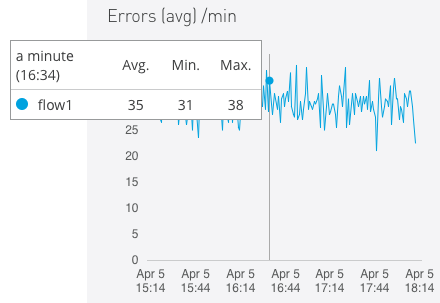 Errors (avg) /min
a minute
(16:34) Avg. Min. Max.
flow1 35 31 38
25
20
15
10
5
0
Apr 5 Apr 5 Apr 5 Apr 5 Apr 5 Apr 5 Apr 5
15:14 15:44 16:14 16:44 17:14 17:44 18:14